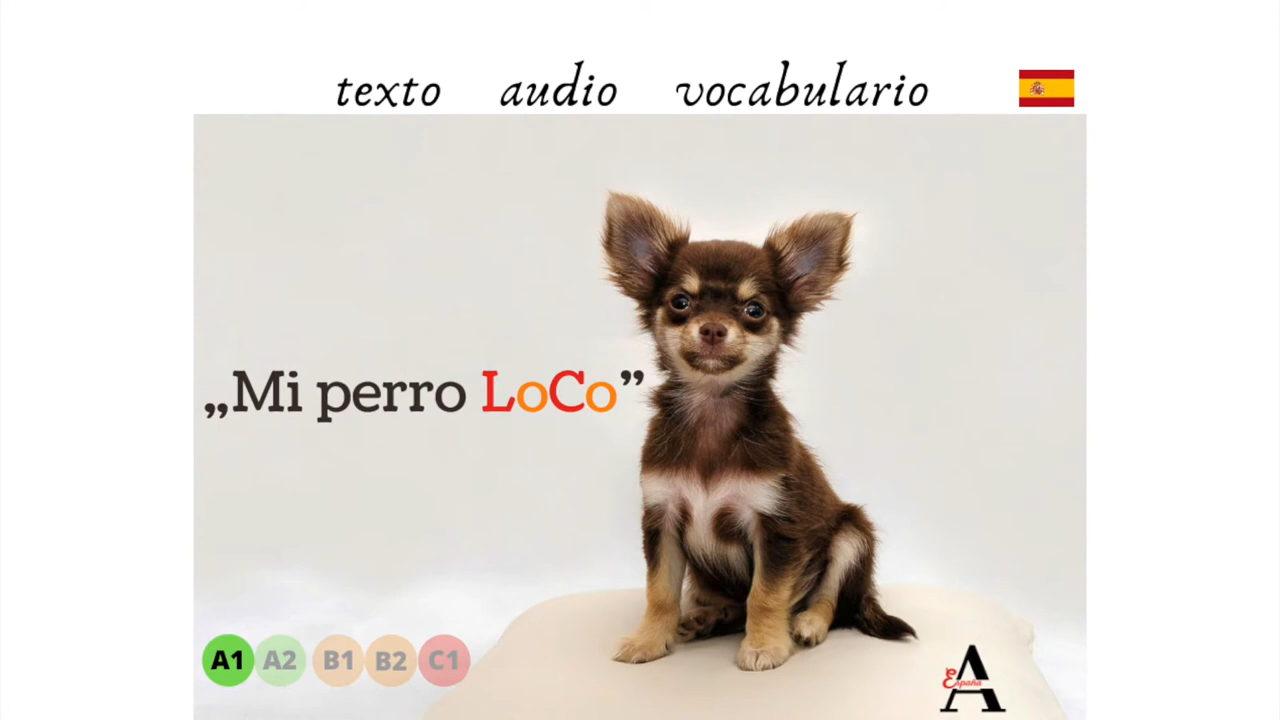 texto audio vocabulario
„Mi perro LoCo”
A1 A2 B1 B2 C1
A
España